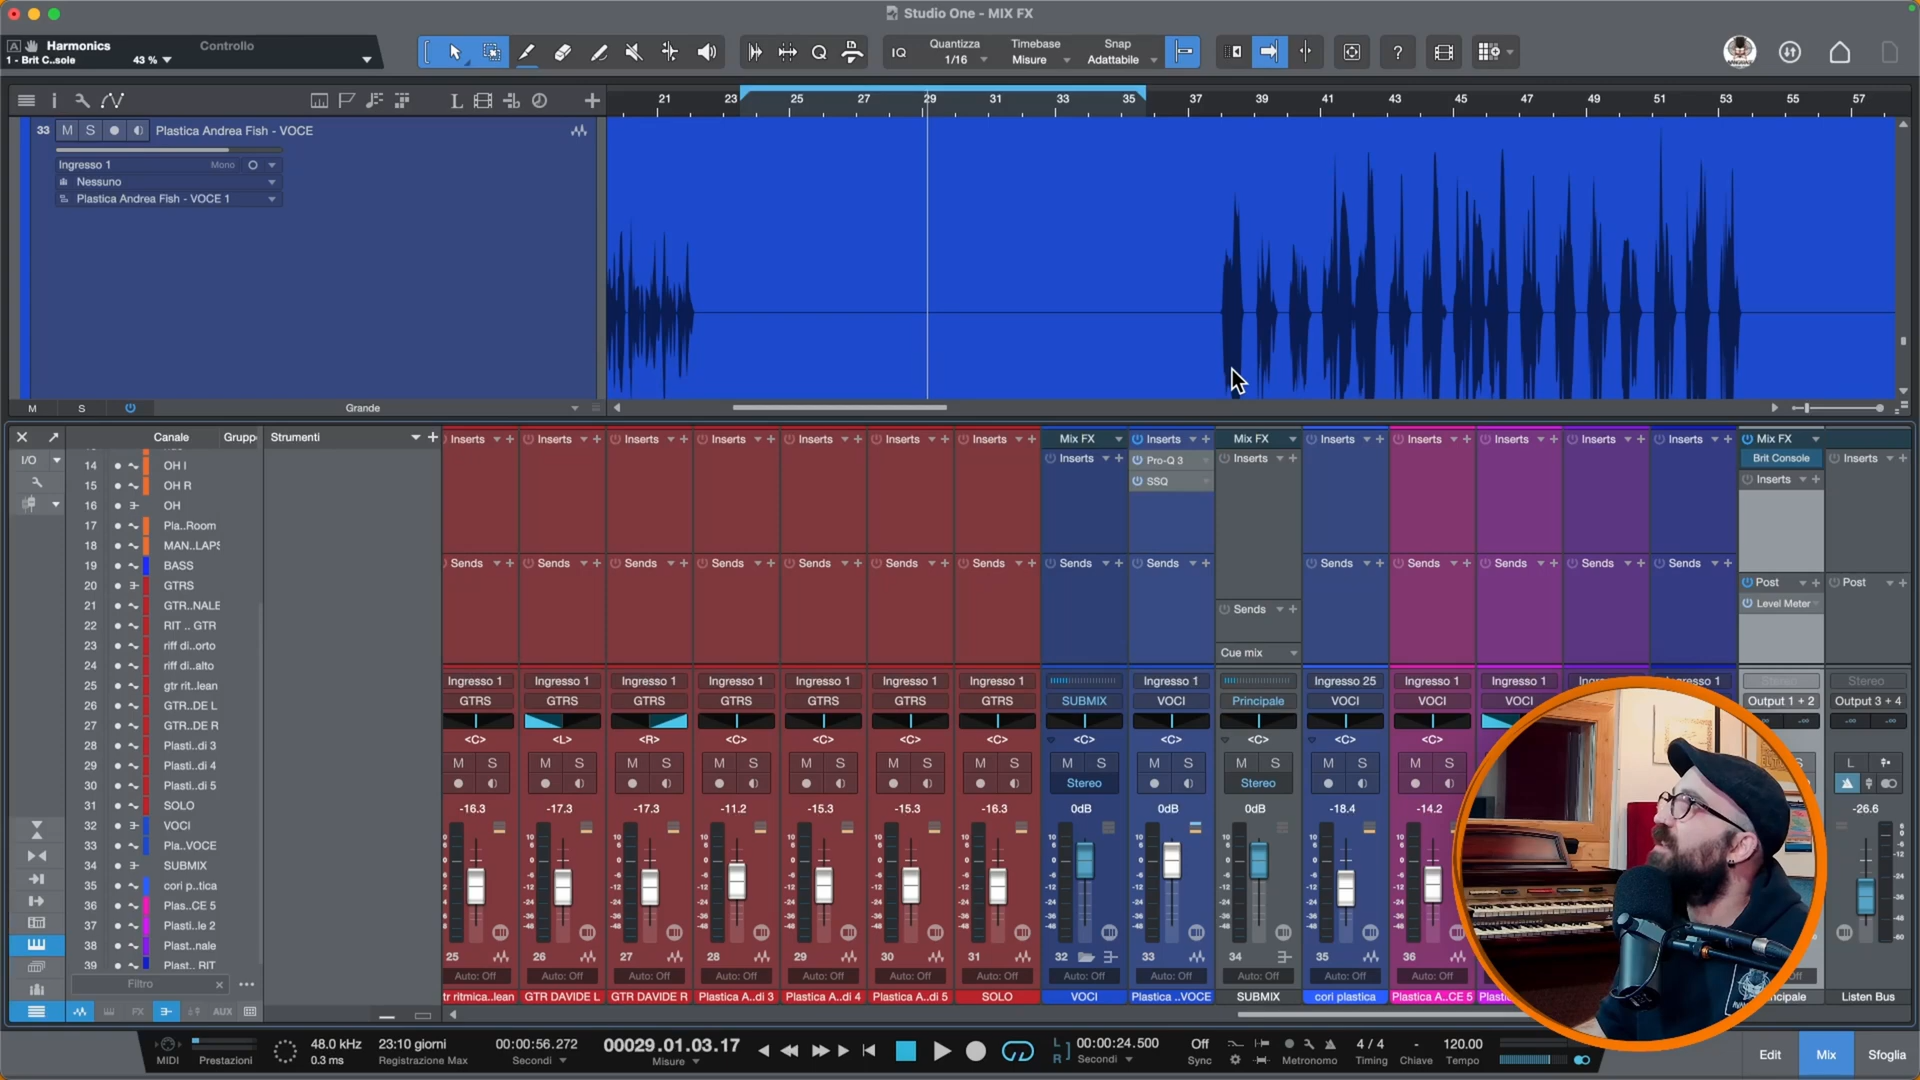 Studio One - MIX FX
Harmonics
1 - Brit C..sole
43 %
Controllo
IQ
Quantizza
1/16
Timebase
Misure
Snap
Adattabile
?
21 23 25 27 29 31 33 35 37 39 41 43 45 47 49 51 53 55 57
33 M S Plastica Andrea Fish - VOCE
Ingresso 1 Mono
Nessuno
Plastica Andrea Fish - VOCE 1
M S Grande
I/O
Canale Grupp
Strumenti
14 OH l
15 OH R
16 OH
17 Pla..Room
18 MAN..LAPS
19 BASS
20 GTRS
21 GTR..NALE
22 RIT .. GTR
23 riff di..orto
24 riff di..alto
25 gtr rit..lean
26 GTR..DE L
27 GTR..DE R
28 Plasti..di 3
29 Plasti..di 4
30 Plasti..di 5
31 SOLO
32 VOCI
33 Pla..VOCE
34 SUBMIX
35 cori p..tica
36 Plas..CE 5
37 Plasti..le 2
38 Plast..nale
39 Plast.. RIT
Filtro
FX AUX
Inserts Inserts Inserts Inserts Inserts Inserts Inserts Mix FX Inserts Mix FX Inserts Inserts Inserts Inserts Inserts Mix FX
Inserts Pro-Q 3 Inserts Brit Console Inserts
SSQ Inserts
Sends Sends Sends Sends Sends Sends Sends Sends Sends Sends Sends Sends Sends Sends
Post Post
Sends Level Meter
Cue mix
Ingresso 1 Ingresso 1 Ingresso 1 Ingresso 1 Ingresso 1 Ingresso 1 Ingresso 1 Ingresso 1 Ingresso 25 Ingresso 1 Ingresso 1
GTRS GTRS GTRS GTRS GTRS GTRS GTRS SUBMIX VOCI Principale VOCI VOCI VOCI Output 1 + 2 Output 3 + 4
<C> <L> <R> <C> <C> <C> <C> <C> <C> <C> <C> <C>
M S M S M S M S M S M S M S M S M S M S M S M S L
Stereo Stereo
-16.3 -17.3 -17.3 -11.2 -15.3 -15.3 -16.3 0dB 0dB 0dB -18.4 -14.2 -26.6
25 26 27 28 29 30 31 32 33 34 35 36
Auto: Off Auto: Off Auto: Off Auto: Off Auto: Off Auto: Off Auto: Off Auto: Off Auto: Off Auto: Off Auto: Off Auto: Off
tr ritmica..lean GTR DAVIDE L GTR DAVIDE R Plastica A..di 3 Plastica A..di 4 Plastica A..di 5 SOLO VOCI Plastica ..VOCE SUBMIX cori plastica Plastica A..CE 5 Listen Bus
MIDI
Prestazioni
48.0 kHz
0.3 ms
23:10 giorni
Registrazione Max
00:00:56.272
Secondi
00029.01.03.17
Misure
L
R
00:00:24.500
Secondi
Off
Sync
Metronomo
4 / 4
Timing
-
Chiave
120.00
Tempo
Edit Mix Sfoglia